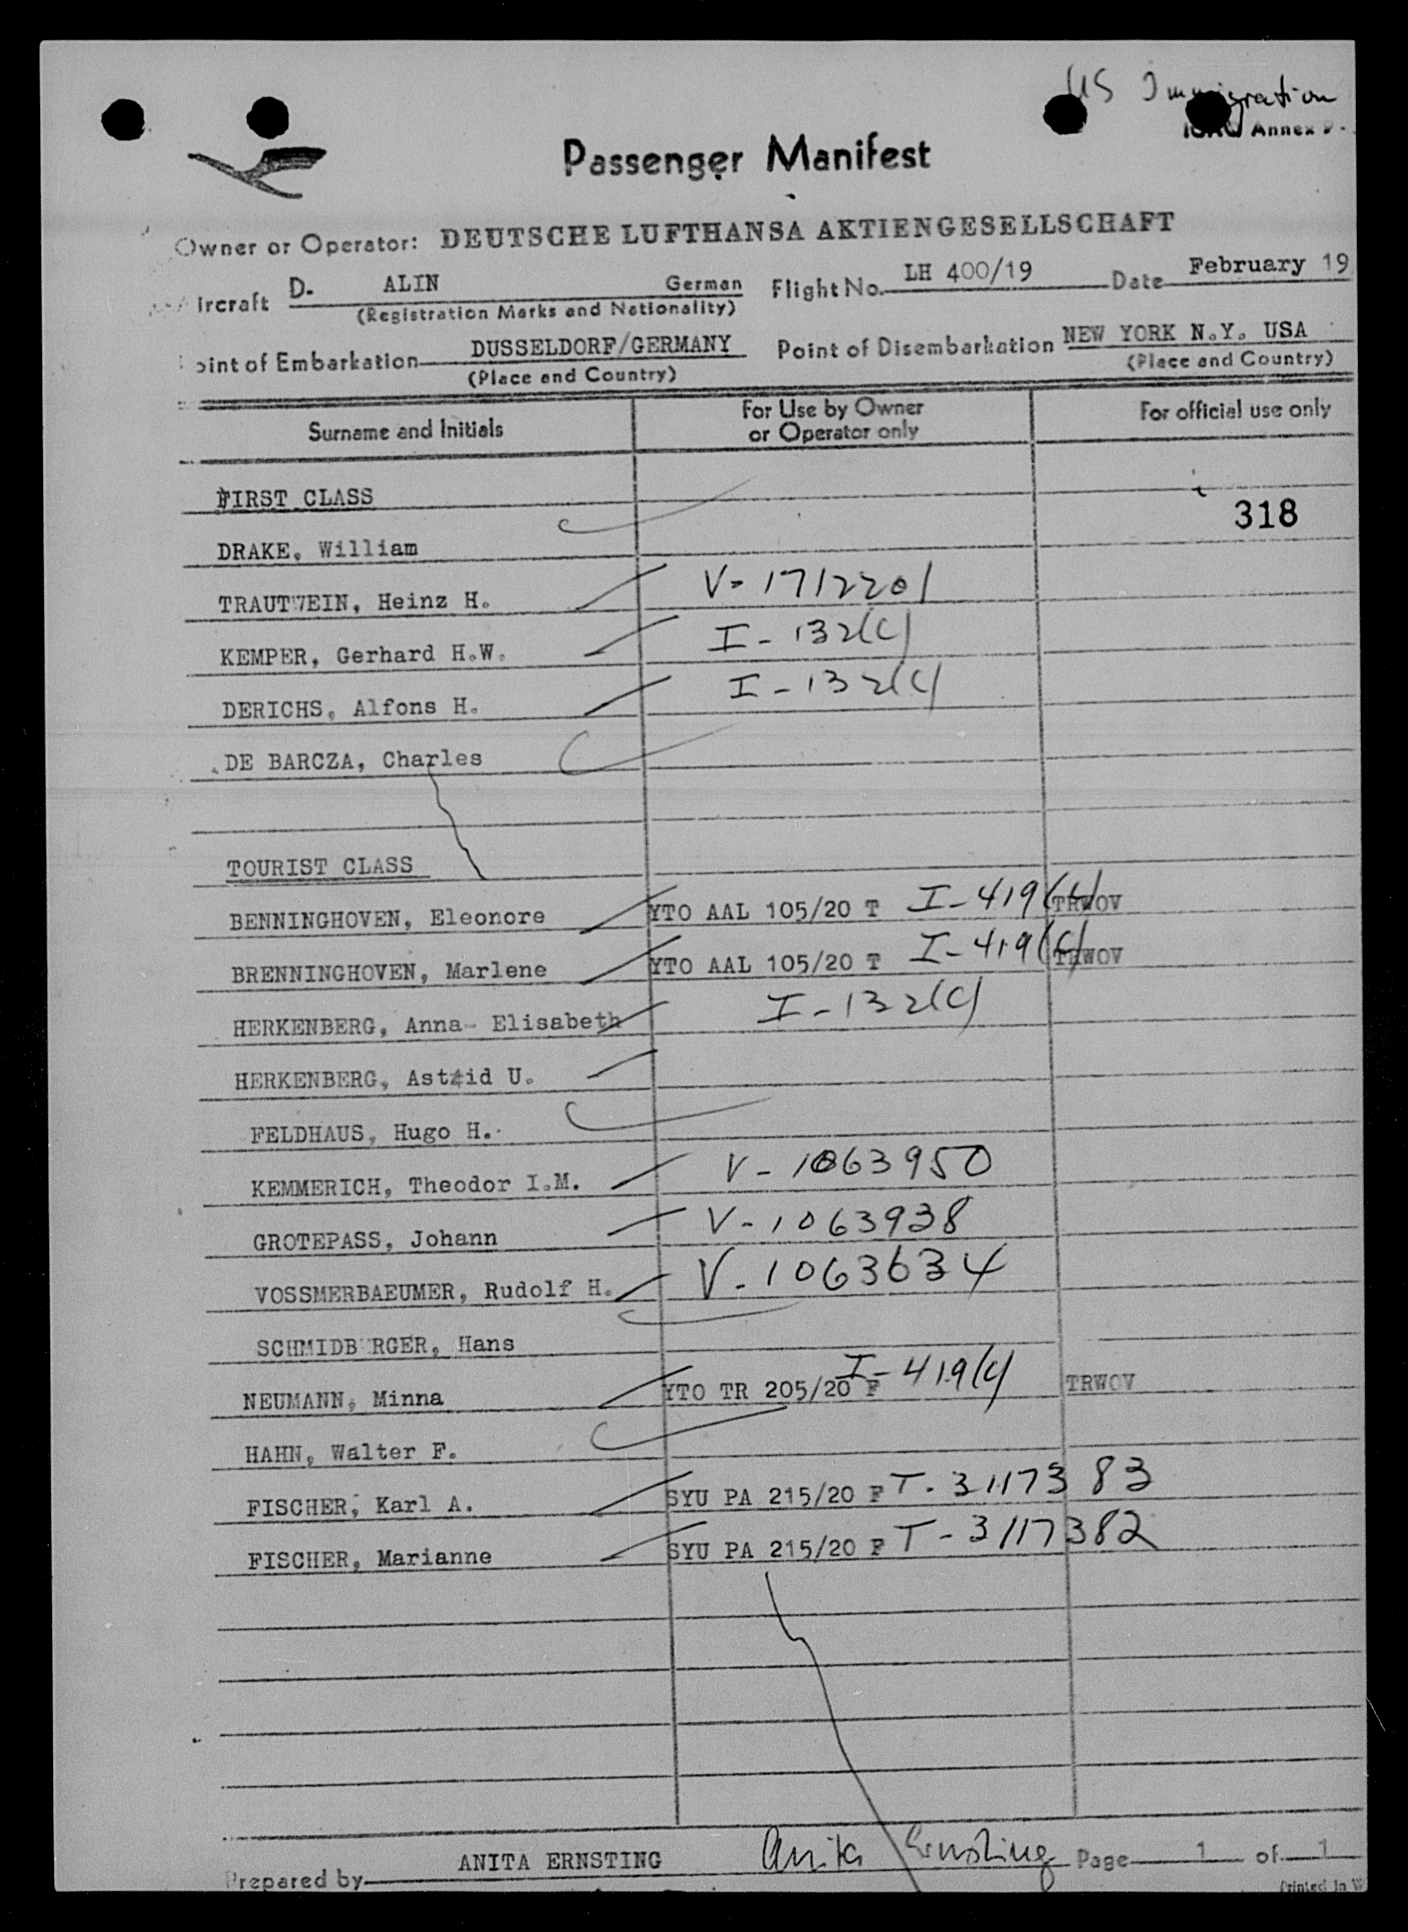 US Immigration
ICAO Annex 9 -
Passenger Manifest
Owner or Operator: DEUTSCHE LUFTHANSA AKTIENGESELLSCHAFT
ircraft D- ALIN German Flight No. LH 400/19 Date February 19
(Registration Marks and Nationality)
oint of Embarkation DUSSELDORF/GERMANY Point of Disembarkation NEW YORK N.Y. USA
(Place and Country) (Place and Country)
Surname and Initials For Use by Owner or Operator only For official use only
FIRST CLASS
318
DRAKE, William
TRAUTWEIN, Heinz H. V-1712201
KEMPER, Gerhard H.W. I-132(C)
DERICHS, Alfons H. I-132(C)
DE BARCZA, Charles
TOURIST CLASS
BENNINGHOVEN, Eleonore YTO AAL 105/20 T I-419(C) TRWOV
BRENNINGHOVEN, Marlene YTO AAL 105/20 T I-419(C) TRWOV
HERKENBERG, Anna- Elisabeth I-132(C)
HERKENBERG, Astrid U.
FELDHAUS, Hugo H.
KEMMERICH, Theodor I.M. V-1063950
GROTEPASS, Johann V-1063938
VOSSMERBAEUMER, Rudolf H. V-1063634
SCHMIDBURGER, Hans
NEUMANN, Minna YTO TR 205/20 F I-419(C) TRWOV
HAHN, Walter F.
FISCHER, Karl A. SYU PA 215/20 F T-3117383
FISCHER, Marianne SYU PA 215/20 F T-3117382
Prepared by ANITA ERNSTING Anita Ernsting Page 1 of 1
Printed in W